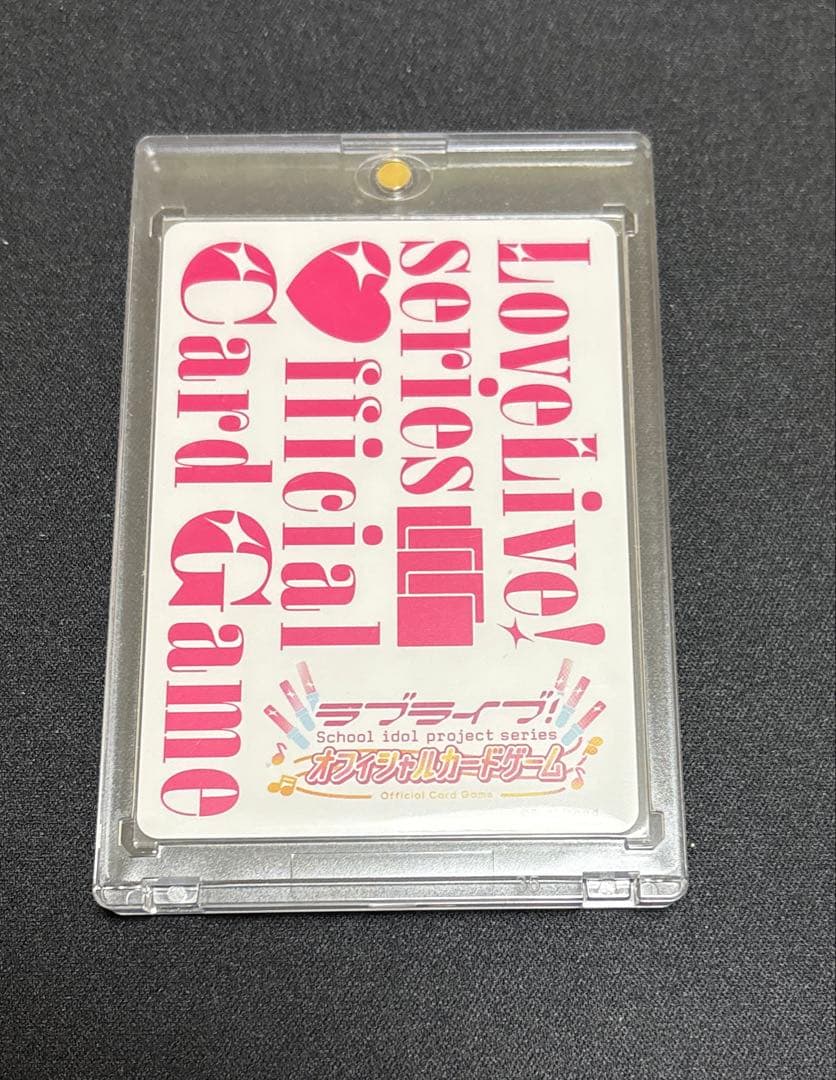 LoveLive!
series
♥fficial
Card Game
ラブライブ!
School idol project series
オフィシャルカードゲーム
Official Card Game